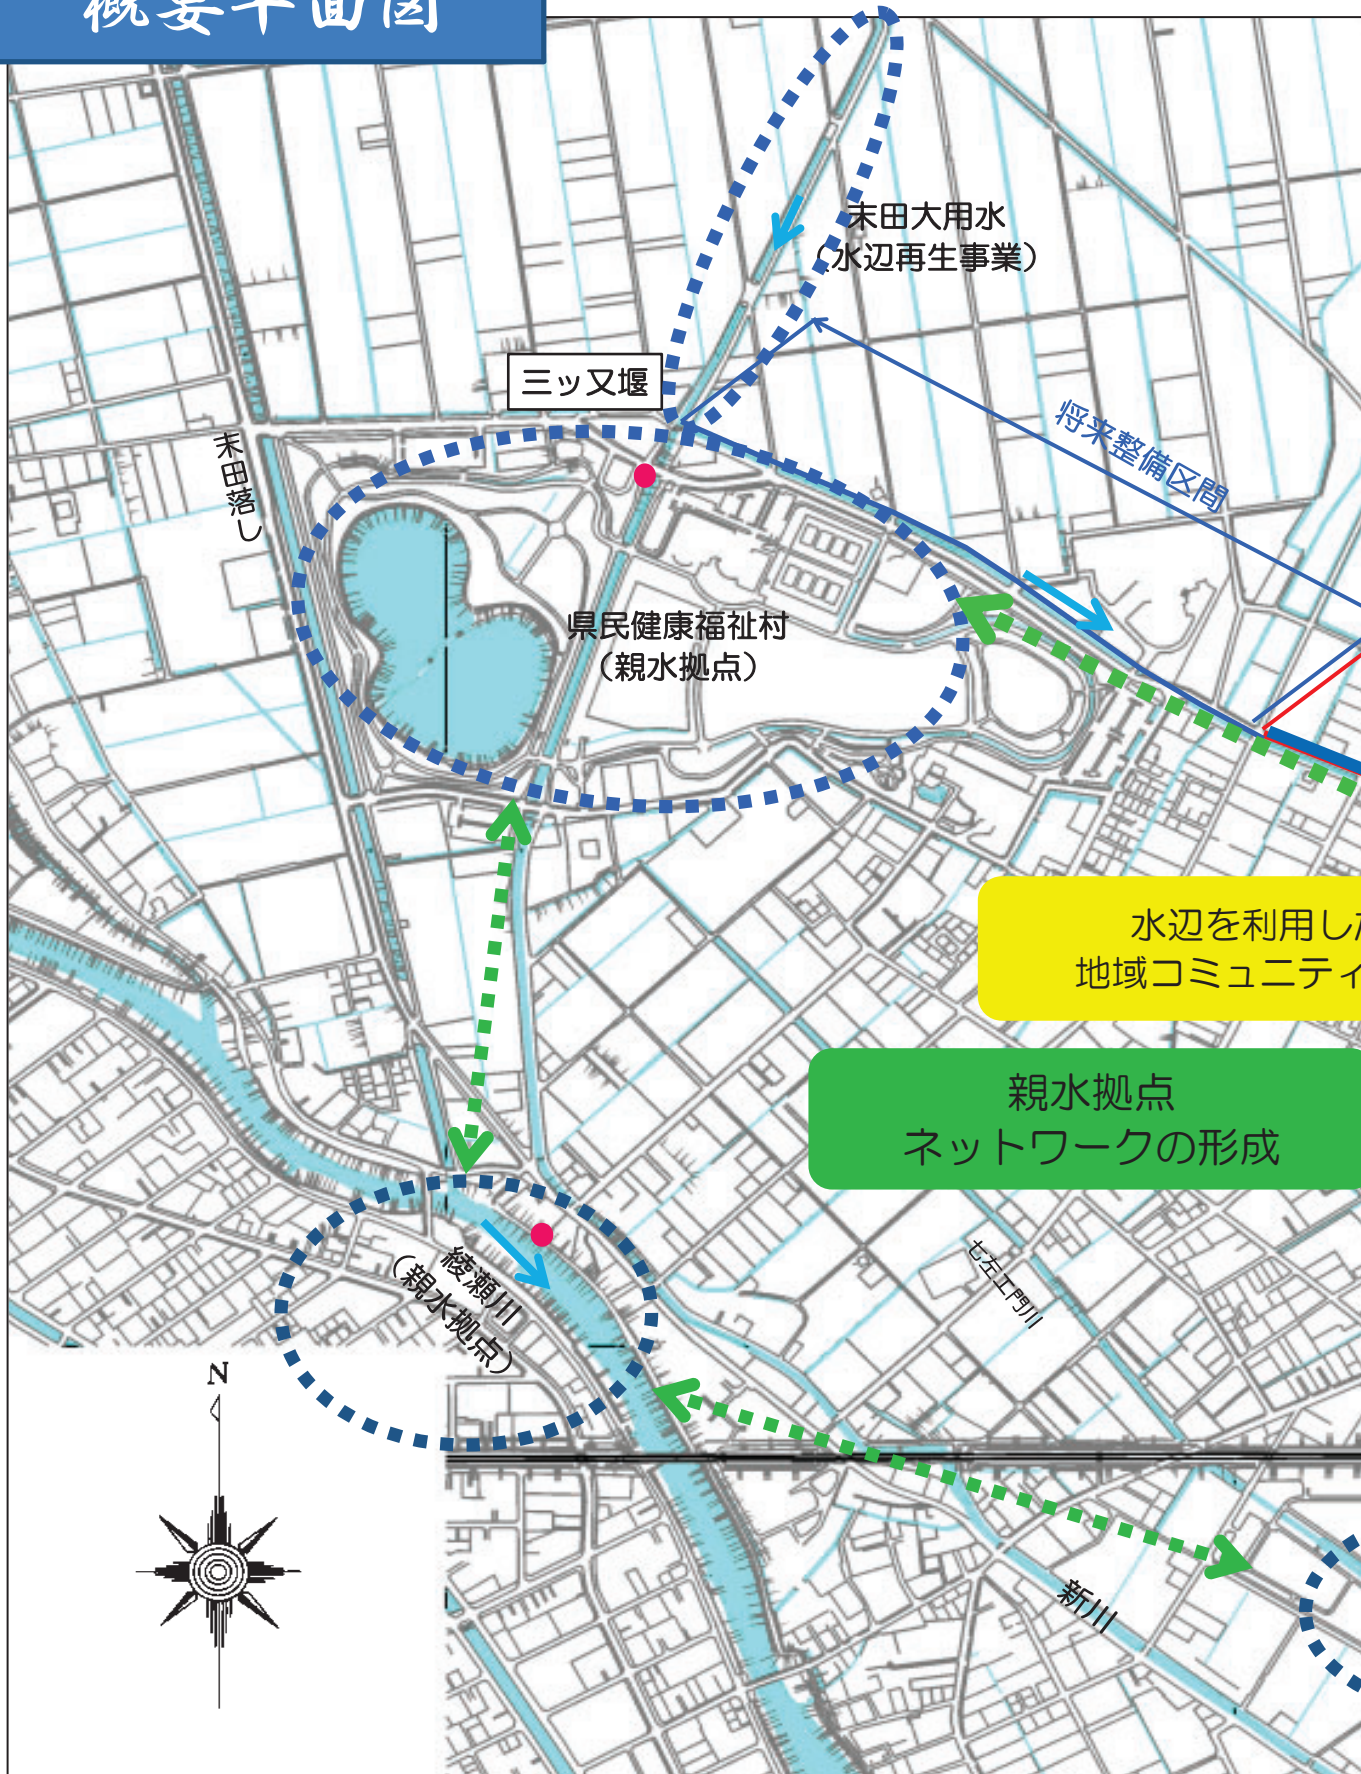 概要平面図
末田大用水
（水辺再生事業）
三ッ又堰
将来整備区間
末田落し
県民健康福祉村
（親水拠点）
水辺を利用した
地域コミュニティ
親水拠点
ネットワークの形成
綾瀬川
（親水拠点）
七左エ門川
N
新川